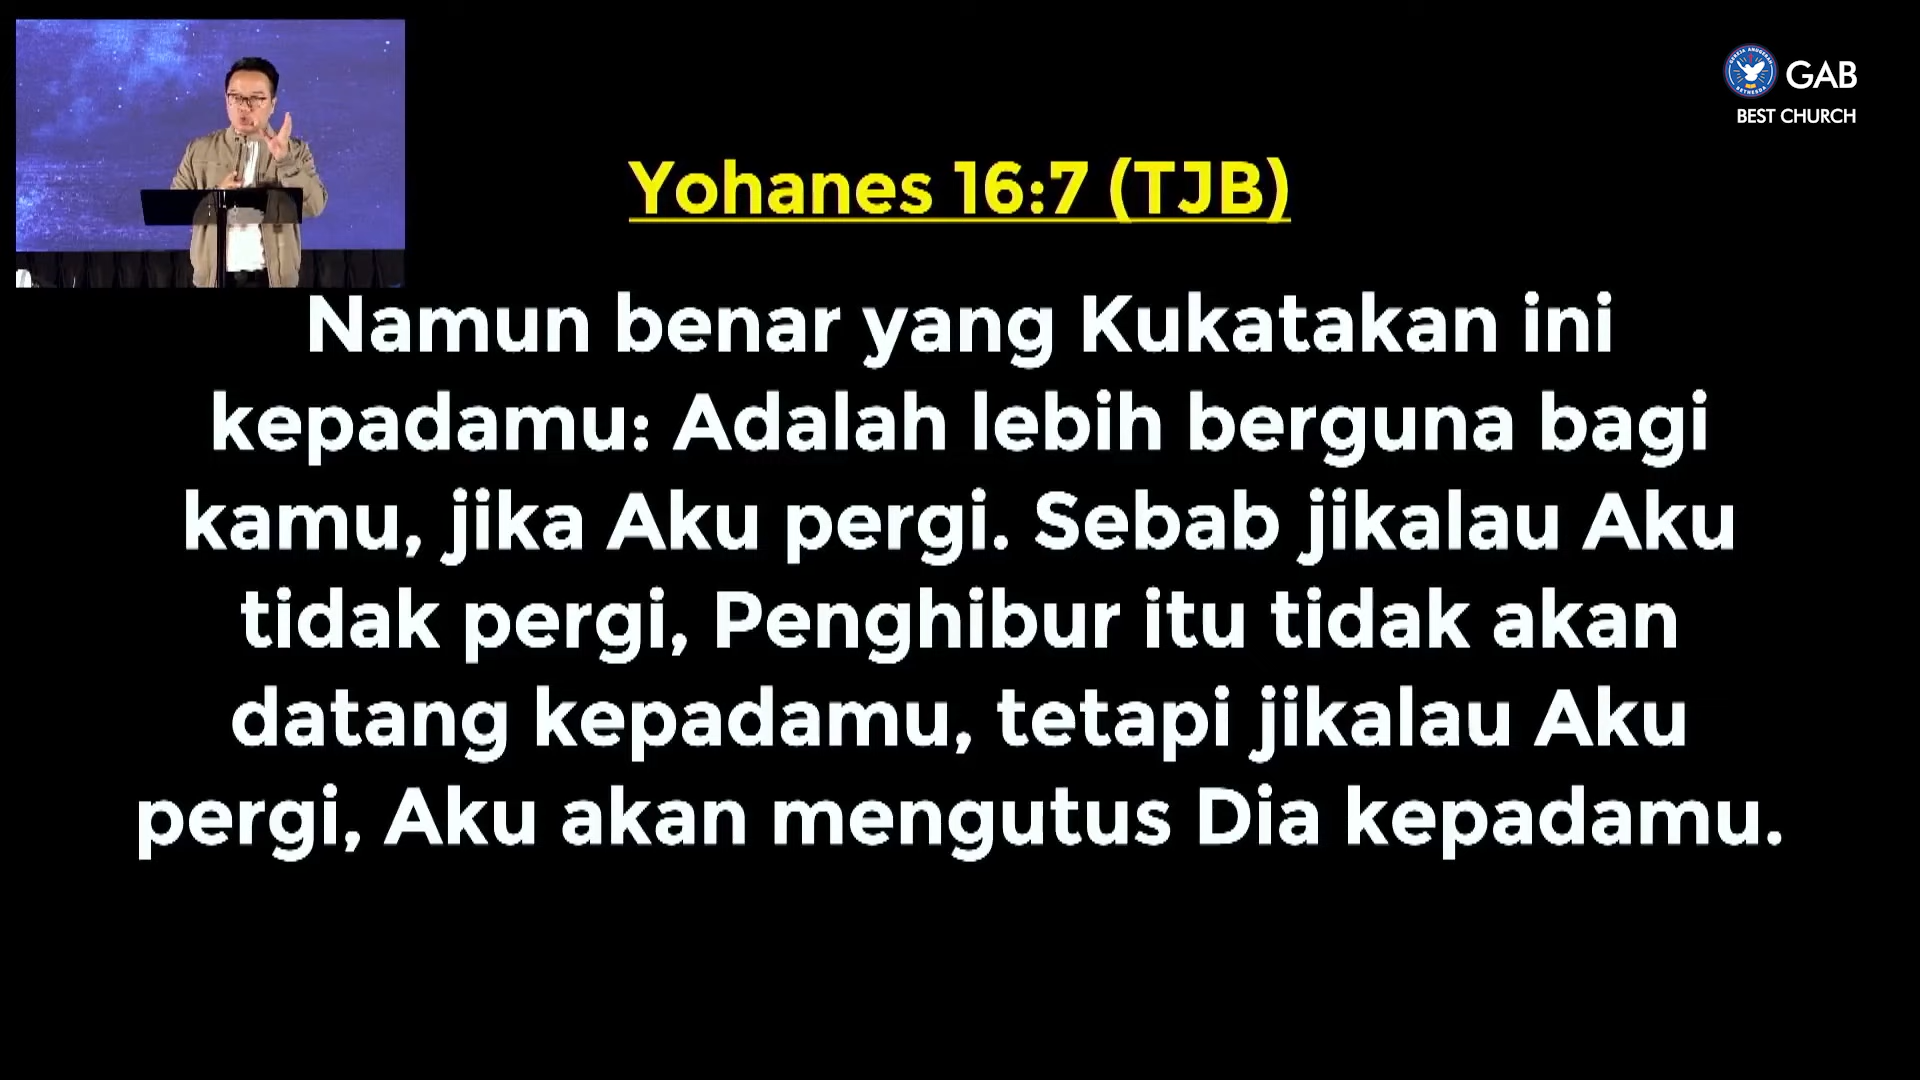 GAB
BEST CHURCH
Yohanes 16:7 (TJB)
Namun benar yang Kukatakan ini
kepadamu: Adalah lebih berguna bagi
kamu, jika Aku pergi. Sebab jikalau Aku
tidak pergi, Penghibur itu tidak akan
datang kepadamu, tetapi jikalau Aku
pergi, Aku akan mengutus Dia kepadamu.